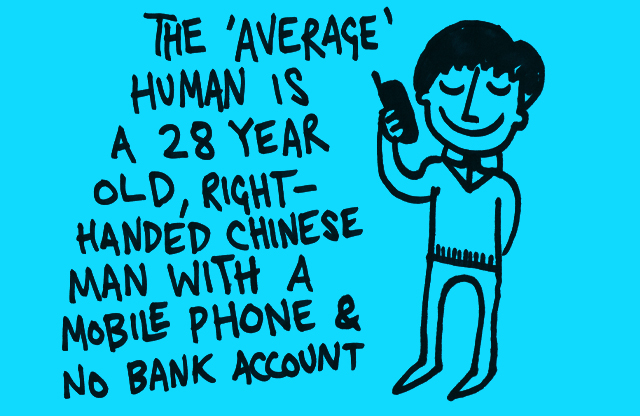 THE 'AVERAGE'
HUMAN IS
A 28 YEAR
OLD, RIGHT-
HANDED CHINESE
MAN WITH A
MOBILE PHONE &
NO BANK ACCOUNT